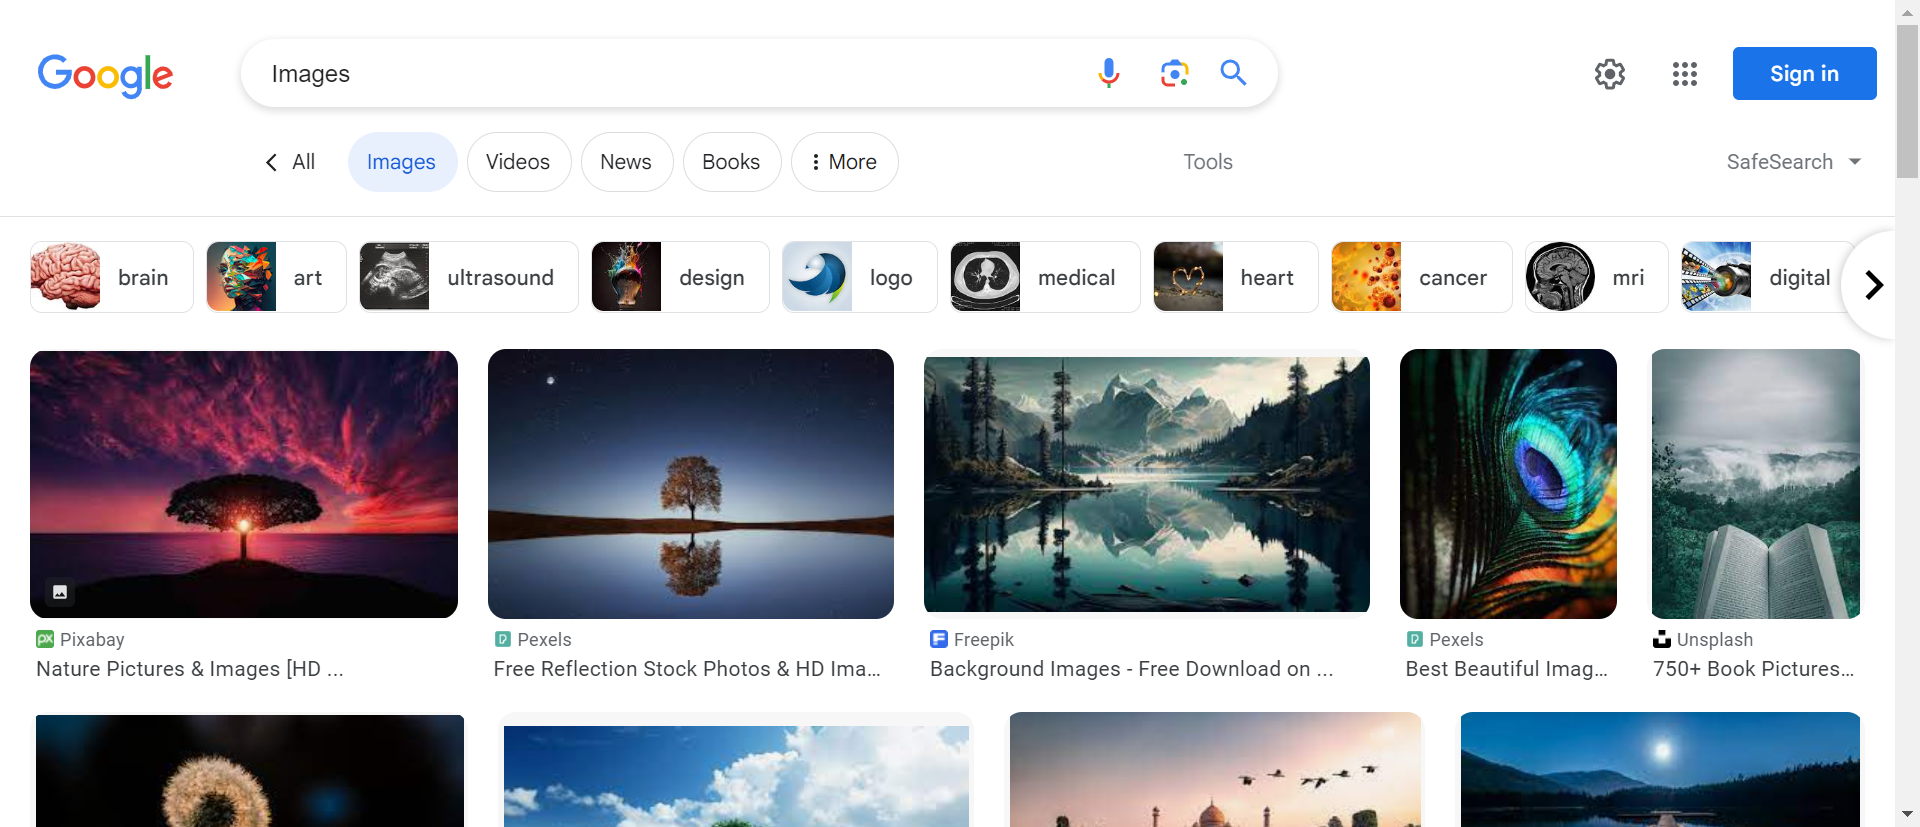 Google
Images
Sign in
All
Images
Videos
News
Books
More
Tools
SafeSearch
brain
art
ultrasound
design
logo
medical
heart
cancer
mri
digital
Pixabay
Nature Pictures & Images [HD ...
Pexels
Free Reflection Stock Photos & HD Ima...
Freepik
Background Images - Free Download on ...
Pexels
Best Beautiful Imag...
Unsplash
750+ Book Pictures...